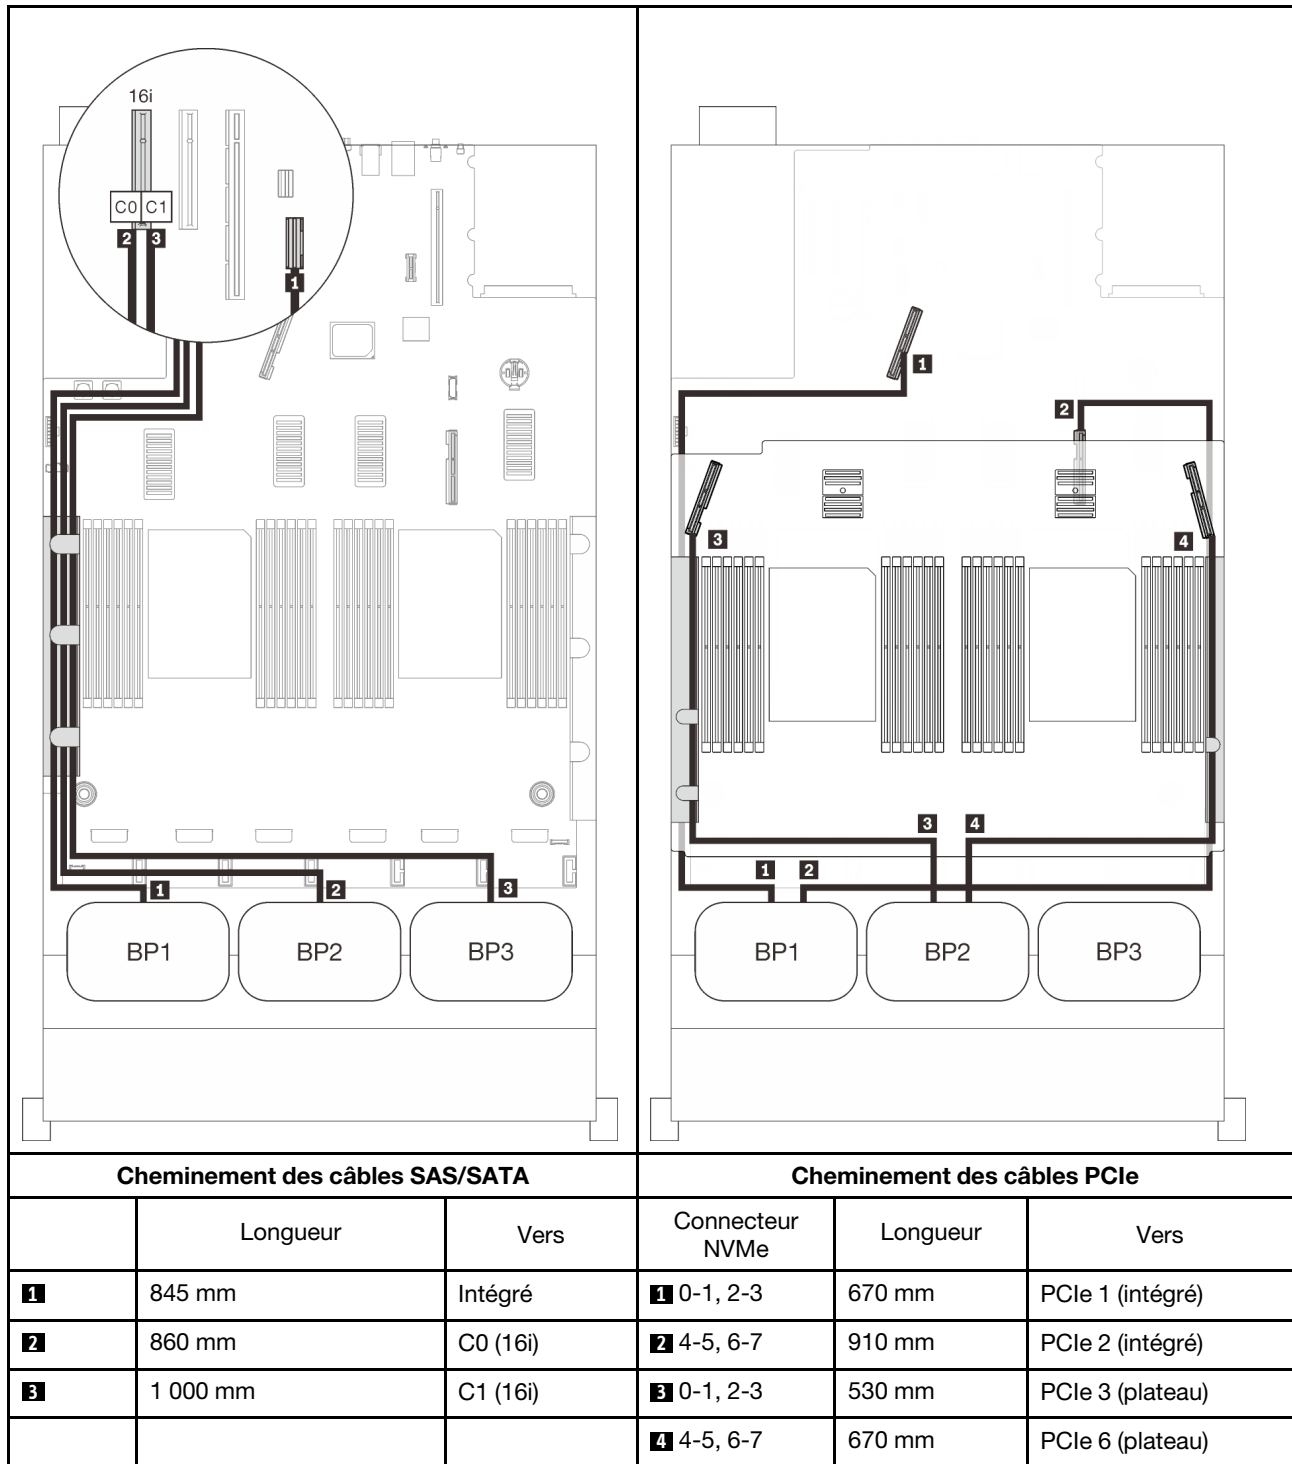 16i
C0 C1
2 3
1
1 2 3
BP1 BP2 BP3
1
2
3 4
3 4
1 2
BP1 BP2 BP3
Cheminement des câbles SAS/SATA
Cheminement des câbles PCIe
Longueur Vers Connecteur NVMe Longueur Vers
1 845 mm Intégré 1 0-1, 2-3 670 mm PCIe 1 (intégré)
2 860 mm C0 (16i) 2 4-5, 6-7 910 mm PCIe 2 (intégré)
3 1 000 mm C1 (16i) 3 0-1, 2-3 530 mm PCIe 3 (plateau)
4 4-5, 6-7 670 mm PCIe 6 (plateau)